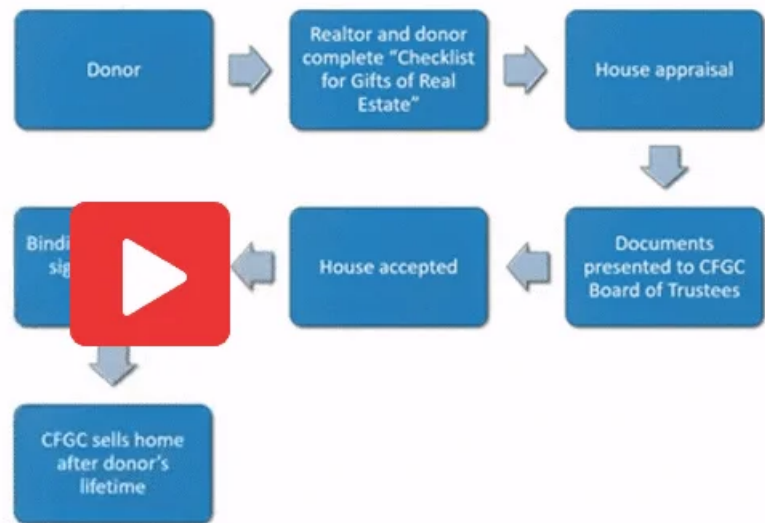 Donor
Realtor and donor
complete “Checklist
for Gifts of Real
Estate”
House appraisal
Documents
presented to CFGC
Board of Trustees
House accepted
CFGC sells home
after donor’s
lifetime